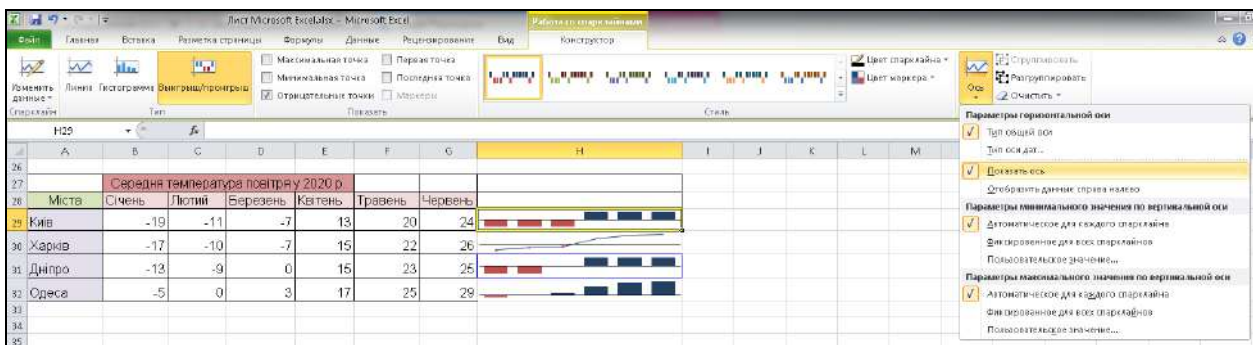 Лист Microsoft Excel.xlsx - Microsoft Excel
Работа со спарклайнами
Файл Главная Вставка Разметка страницы Формулы Данные Рецензирование Вид Конструктор
Изменить данные
Линия Гистограмма Выигрыш/проигрыш
Максимальная точка Первая точка
Минимальная точка Последняя точка
Отрицательные точки Маркеры
Цвет спарклайна
Цвет маркера
Ось
Группировать
Разгруппировать
Очистить
Спарклайн Тип Показать Стиль
H29 fx
A B C D E F G H I J K L M
26
27 Середня температура повітря у 2020 р.
28 Міста Січень Лютий Березень Квітень Травень Червень
29 Київ -19 -11 -7 13 20 24
30 Харків -17 -10 -7 15 22 26
31 Дніпро -13 -9 0 15 23 25
32 Одеса -5 0 3 17 25 29
33
34
35
Параметры горизонтальной оси
Тип общей оси
Тип оси дат...
Показать ось
Отобразить данные справа налево
Параметры минимального значения по вертикальной оси
Автоматическое для каждого спарклайна
Фиксированное для всех спарклайнов
Пользовательское значение...
Параметры максимального значения по вертикальной оси
Автоматическое для каждого спарклайна
Фиксированное для всех спарклайнов
Пользовательское значение...